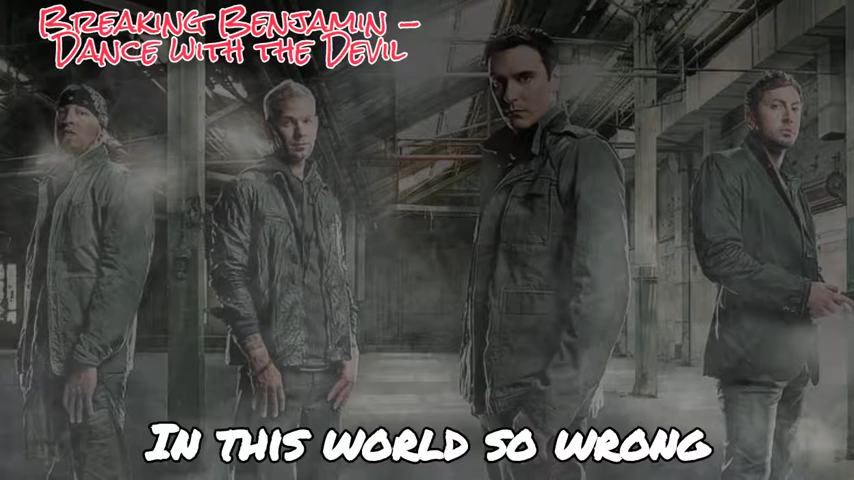 Breaking Benjamin -
Dance with the Devil
In this world so wrong